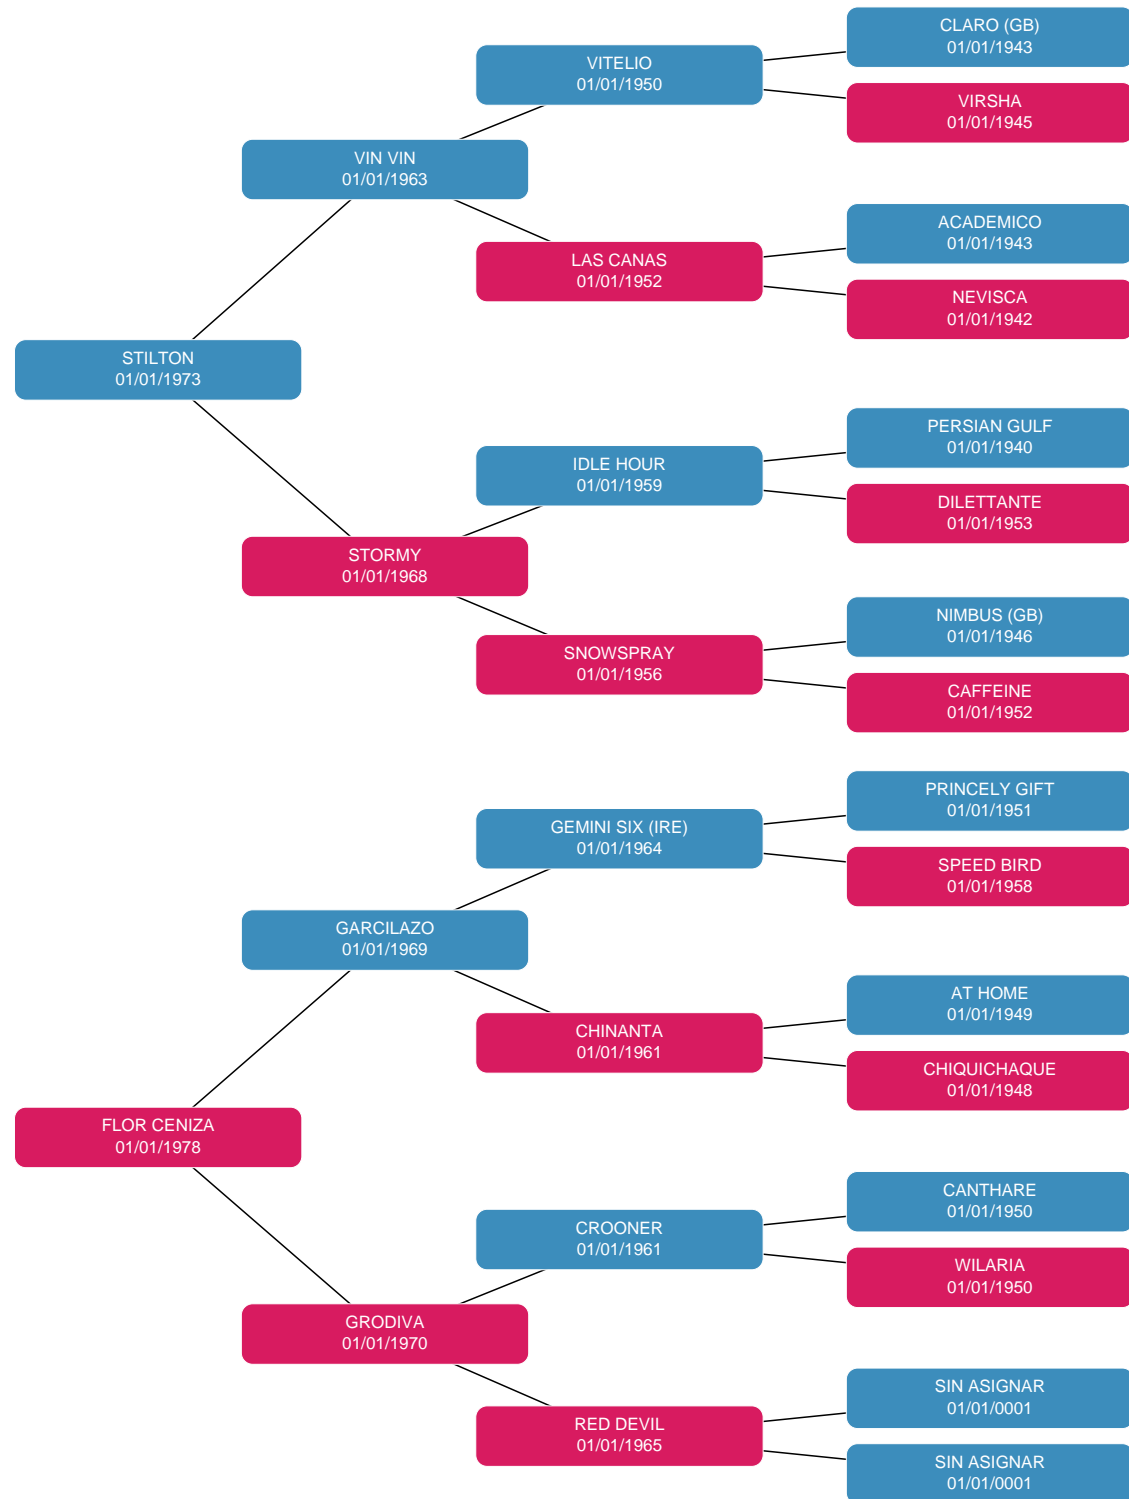 CLARO (GB)
01/01/1943
VITELIO
01/01/1950
VIRSHA
01/01/1945
VIN VIN
01/01/1963
ACADEMICO
01/01/1943
LAS CANAS
01/01/1952
NEVISCA
01/01/1942
STILTON
01/01/1973
PERSIAN GULF
01/01/1940
IDLE HOUR
01/01/1959
DILETTANTE
01/01/1953
STORMY
01/01/1968
NIMBUS (GB)
01/01/1946
SNOWSPRAY
01/01/1956
CAFFEINE
01/01/1952
PRINCELY GIFT
01/01/1951
GEMINI SIX (IRE)
01/01/1964
SPEED BIRD
01/01/1958
GARCILAZO
01/01/1969
AT HOME
01/01/1949
CHINANTA
01/01/1961
CHIQUICHAQUE
01/01/1948
FLOR CENIZA
01/01/1978
CANTHARE
01/01/1950
CROONER
01/01/1961
WILARIA
01/01/1950
GRODIVA
01/01/1970
SIN ASIGNAR
01/01/0001
RED DEVIL
01/01/1965
SIN ASIGNAR
01/01/0001